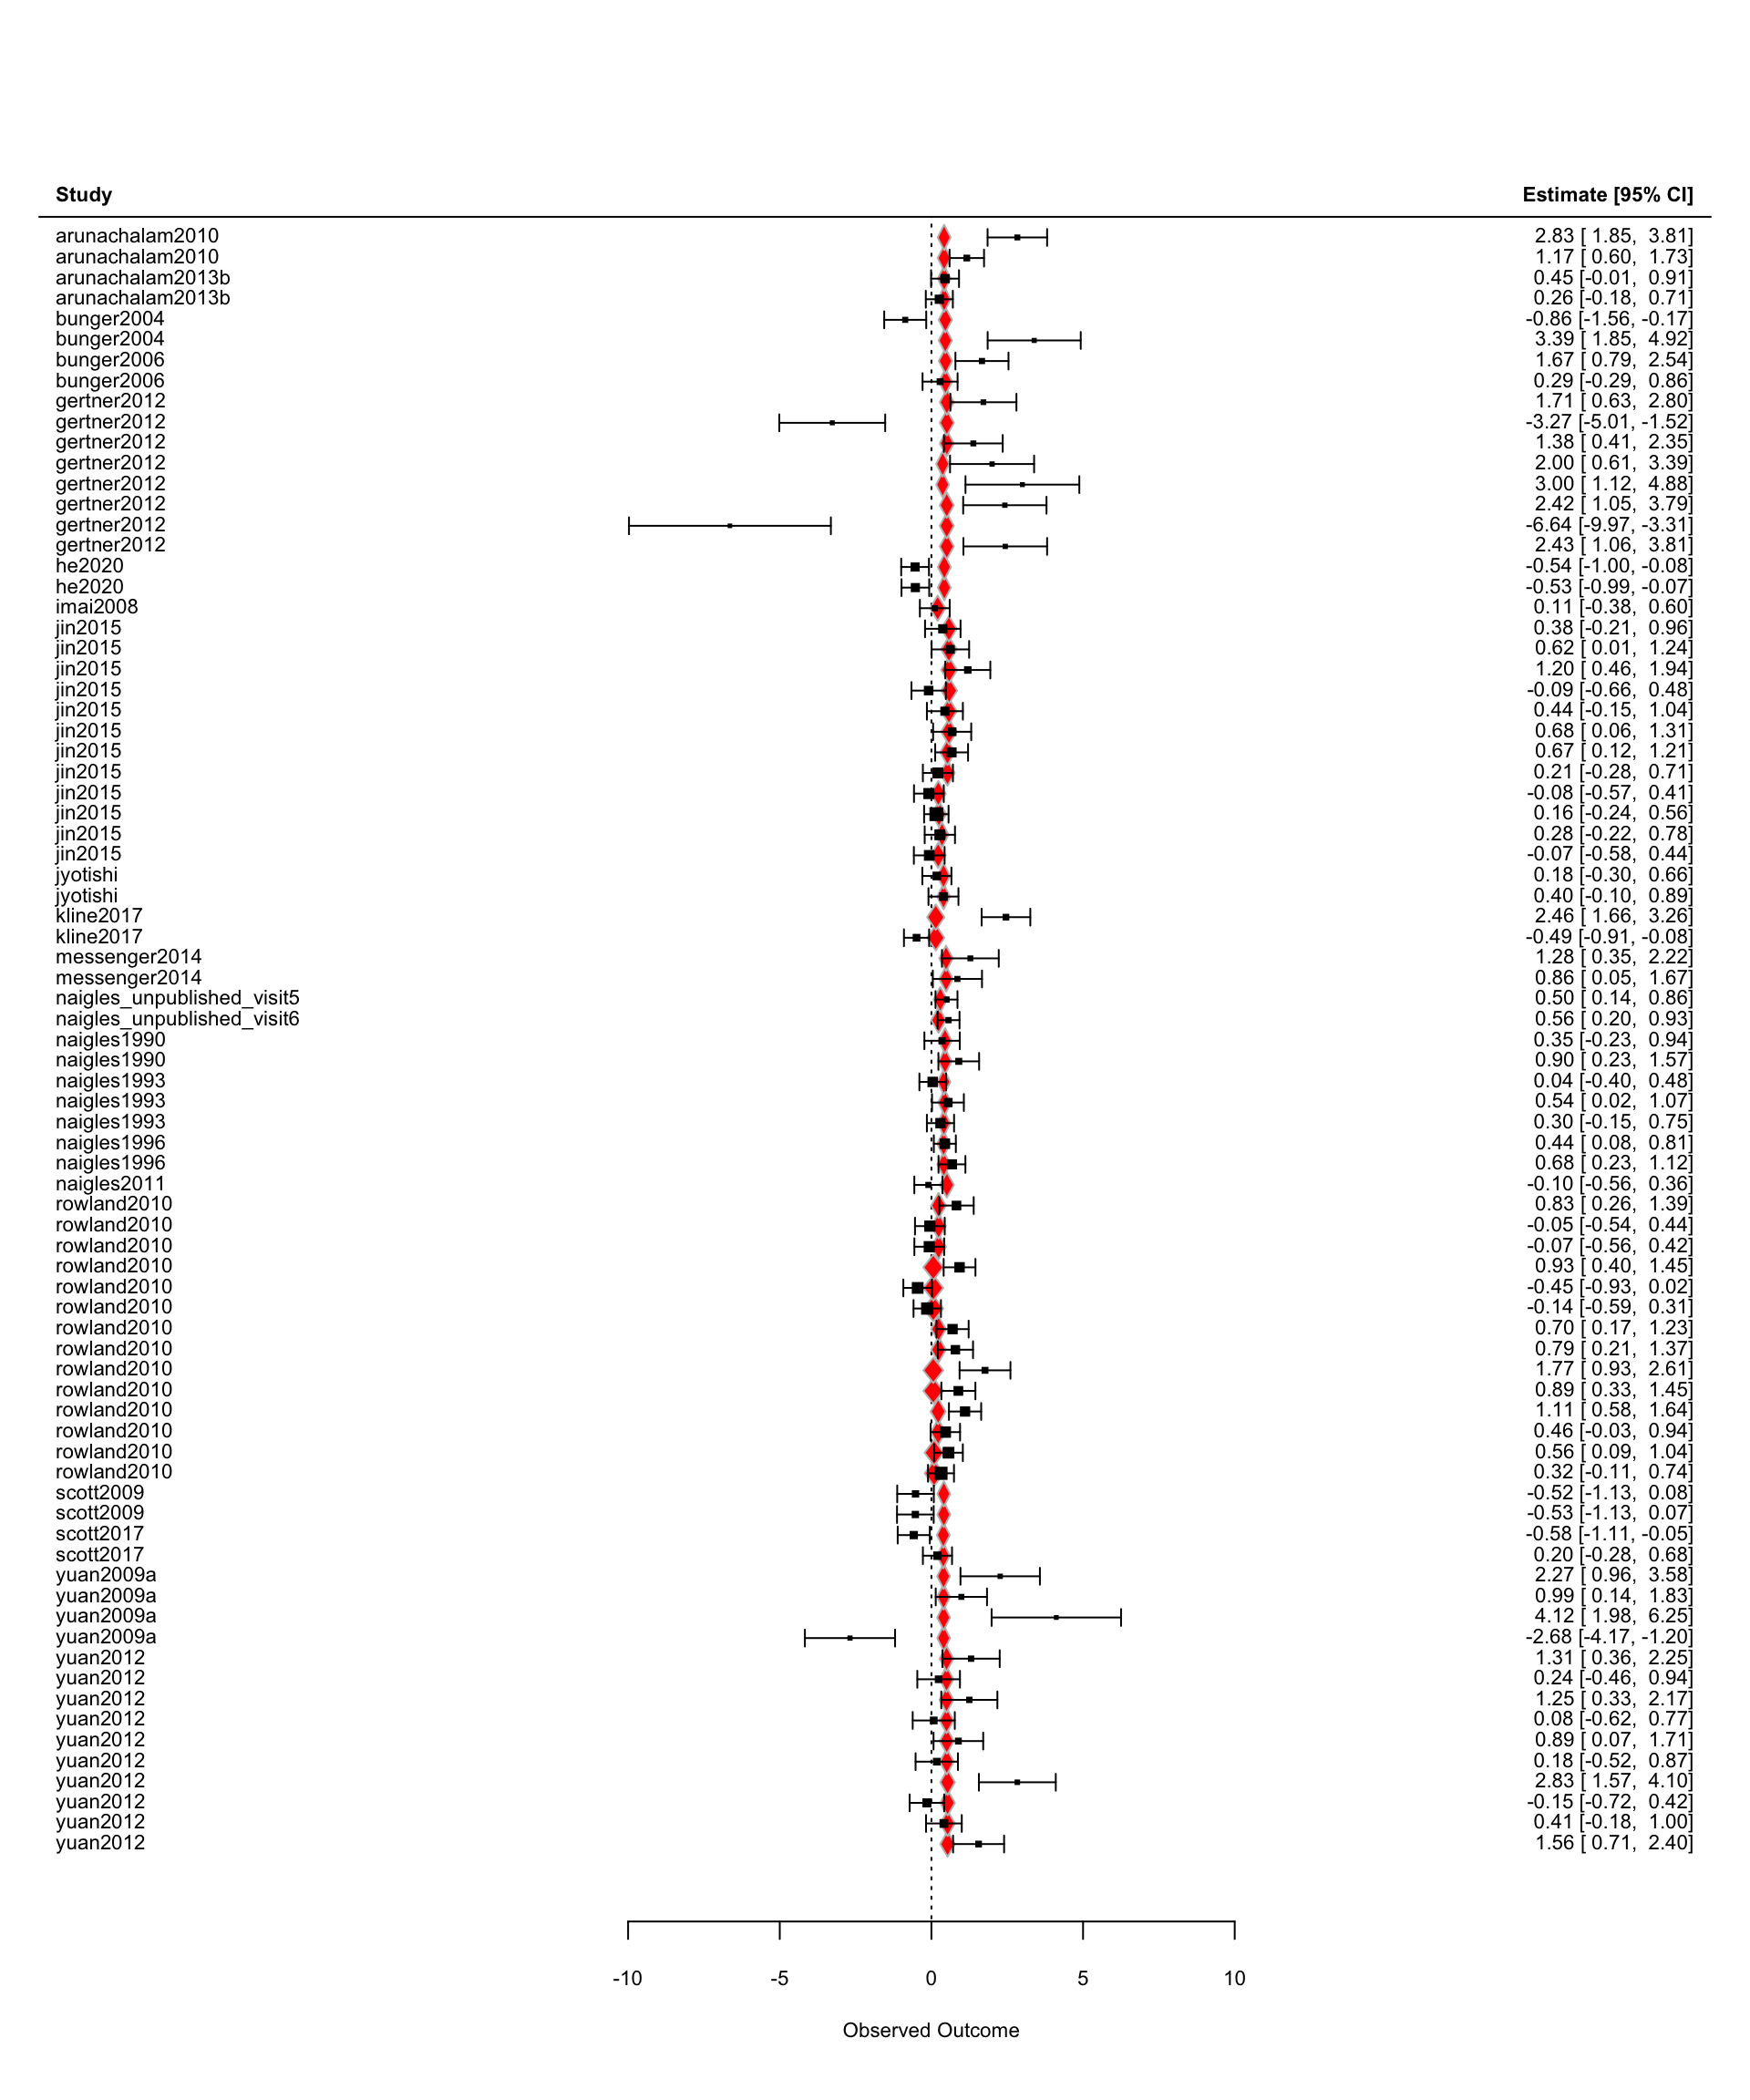 Study Estimate [95% CI]
arunachalam2010 2.83 [ 1.85, 3.81]
arunachalam2010 1.17 [ 0.60, 1.73]
arunachalam2013b 0.45 [-0.01, 0.91]
arunachalam2013b 0.26 [-0.18, 0.71]
bunger2004 -0.86 [-1.56, -0.17]
bunger2004 3.39 [ 1.85, 4.92]
bunger2006 1.67 [ 0.79, 2.54]
bunger2006 0.29 [-0.29, 0.86]
gertner2012 1.71 [ 0.63, 2.80]
gertner2012 -3.27 [-5.01, -1.52]
gertner2012 1.38 [ 0.41, 2.35]
gertner2012 2.00 [ 0.61, 3.39]
gertner2012 3.00 [ 1.12, 4.88]
gertner2012 2.42 [ 1.05, 3.79]
gertner2012 -6.64 [-9.97, -3.31]
gertner2012 2.43 [ 1.06, 3.81]
he2020 -0.54 [-1.00, -0.08]
he2020 -0.53 [-0.99, -0.07]
imai2008 0.11 [-0.38, 0.60]
jin2015 0.38 [-0.21, 0.96]
jin2015 0.62 [ 0.01, 1.24]
jin2015 1.20 [ 0.46, 1.94]
jin2015 -0.09 [-0.66, 0.48]
jin2015 0.44 [-0.15, 1.04]
jin2015 0.68 [ 0.06, 1.31]
jin2015 0.67 [ 0.12, 1.21]
jin2015 0.21 [-0.28, 0.71]
jin2015 -0.08 [-0.57, 0.41]
jin2015 0.16 [-0.24, 0.56]
jin2015 0.28 [-0.22, 0.78]
jin2015 -0.07 [-0.58, 0.44]
jyotishi 0.18 [-0.30, 0.66]
jyotishi 0.40 [-0.10, 0.89]
kline2017 2.46 [ 1.66, 3.26]
kline2017 -0.49 [-0.91, -0.08]
messenger2014 1.28 [ 0.35, 2.22]
messenger2014 0.86 [ 0.05, 1.67]
naigles_unpublished_visit5 0.50 [ 0.14, 0.86]
naigles_unpublished_visit6 0.56 [ 0.20, 0.93]
naigles1990 0.35 [-0.23, 0.94]
naigles1990 0.90 [ 0.23, 1.57]
naigles1993 0.04 [-0.40, 0.48]
naigles1993 0.54 [ 0.02, 1.07]
naigles1993 0.30 [-0.15, 0.75]
naigles1996 0.44 [ 0.08, 0.81]
naigles1996 0.68 [ 0.23, 1.12]
naigles2011 -0.10 [-0.56, 0.36]
rowland2010 0.83 [ 0.26, 1.39]
rowland2010 -0.05 [-0.54, 0.44]
rowland2010 -0.07 [-0.56, 0.42]
rowland2010 0.93 [ 0.40, 1.45]
rowland2010 -0.45 [-0.93, 0.02]
rowland2010 -0.14 [-0.59, 0.31]
rowland2010 0.70 [ 0.17, 1.23]
rowland2010 0.79 [ 0.21, 1.37]
rowland2010 1.77 [ 0.93, 2.61]
rowland2010 0.89 [ 0.33, 1.45]
rowland2010 1.11 [ 0.58, 1.64]
rowland2010 0.46 [-0.03, 0.94]
rowland2010 0.56 [ 0.09, 1.04]
rowland2010 0.32 [-0.11, 0.74]
scott2009 -0.52 [-1.13, 0.08]
scott2009 -0.53 [-1.13, 0.07]
scott2017 -0.58 [-1.11, -0.05]
scott2017 0.20 [-0.28, 0.68]
yuan2009a 2.27 [ 0.96, 3.58]
yuan2009a 0.99 [ 0.14, 1.83]
yuan2009a 4.12 [ 1.98, 6.25]
yuan2009a -2.68 [-4.17, -1.20]
yuan2012 1.31 [ 0.36, 2.25]
yuan2012 0.24 [-0.46, 0.94]
yuan2012 1.25 [ 0.33, 2.17]
yuan2012 0.08 [-0.62, 0.77]
yuan2012 0.89 [ 0.07, 1.71]
yuan2012 0.18 [-0.52, 0.87]
yuan2012 2.83 [ 1.57, 4.10]
yuan2012 -0.15 [-0.72, 0.42]
yuan2012 0.41 [-0.18, 1.00]
yuan2012 1.56 [ 0.71, 2.40]
-10 -5 0 5 10
Observed Outcome